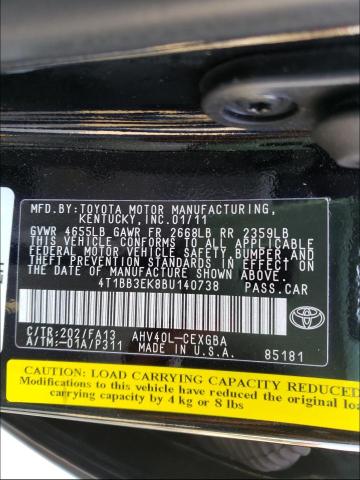 MFD.BY:TOYOTA MOTOR MANUFACTURING,
KENTUCKY, INC.01/11
GVWR 4655LB GAWR FR 2668LB RR 2359LB
THIS VEHICLE CONFORMS TO ALL APPLICABLE
FEDERAL MOTOR VEHICLE SAFETY, BUMPER, AND
THEFT PREVENTION STANDARDS IN EFFECT ON
THE DATE OF MANUFACTURE SHOWN ABOVE.
4T1BB3EK8BU140738 PASS.CAR
C/TR:202/FA13 AHV40L-CEXGBA
A/TM:-01A/P311 MADE IN U.S.A. 85181
CAUTION: LOAD CARRYING CAPACITY REDUCED
Modifications to this vehicle have reduced the original load
carrying capacity by 4 kg or 8 lbs